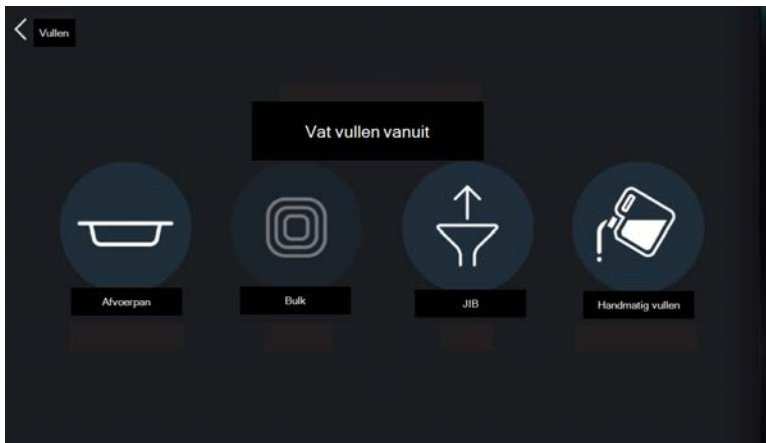 Vullen
Vat vullen vanuit
Afvoerpan
Bulk
JIB
Handmatig vullen